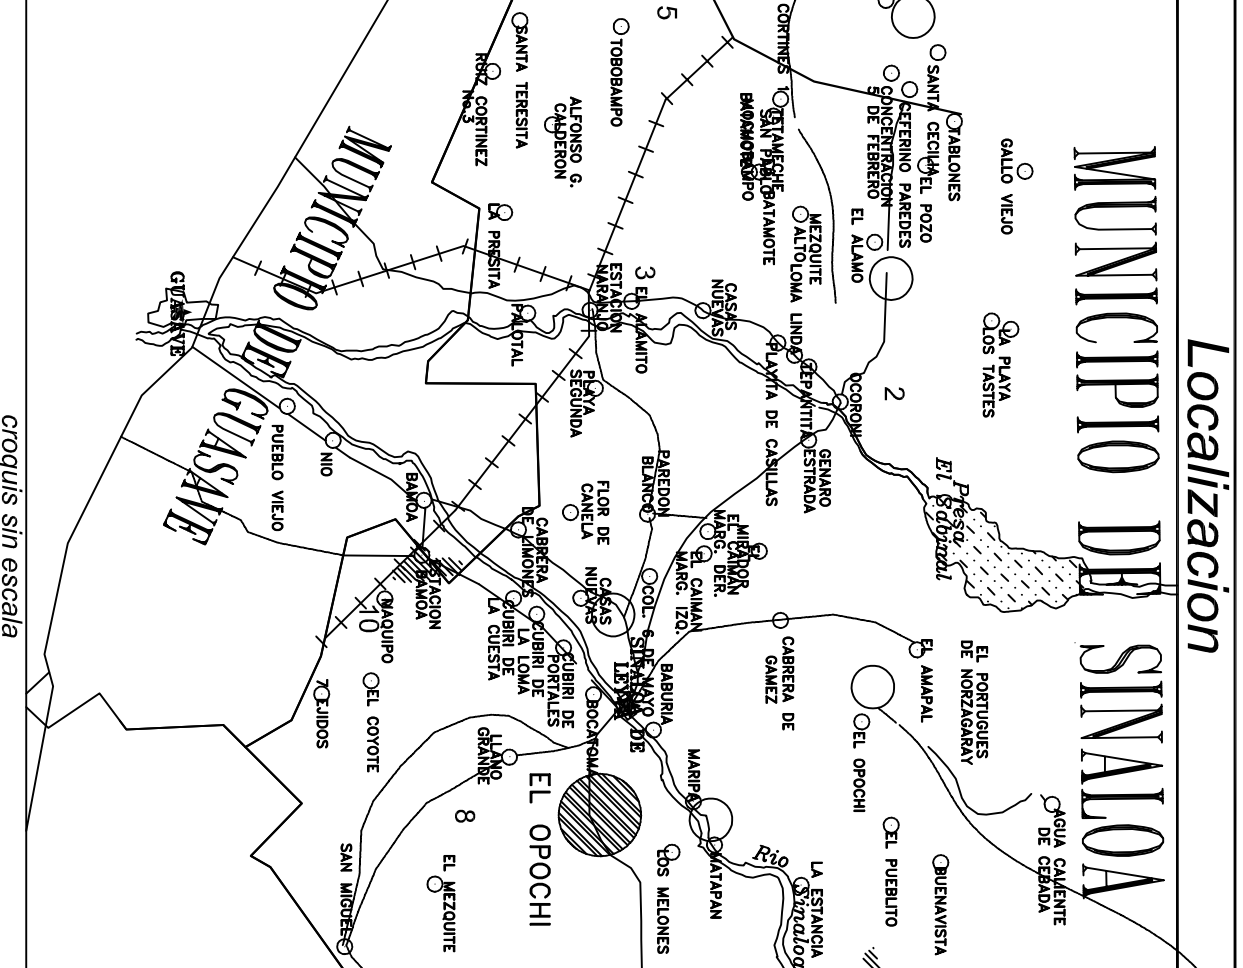 Localizacion
MUNICIPIO DE SINALOA
GALLO VIEJO
LA PLAYA
LOS TASTES
AGUA CALIENTE
DE CEBADA
TABLONES
SANTA CECILIA
EL POZO
CEFERINO PAREDES
CONCENTRACION
5 DE FEBRERO
EL ALAMO
2
Presa
El Sabinal
EL PORTUGUES
DE NORZAGARAY
EL AMAPAL
BUENAVISTA
EL PUEBLITO
EL OPOCHI
OCORONI
CORTINES 1
TETAMECHE
SAN PABLO
BATAMOTE
MEZQUITE
ALTO
LOMA LINDA
TEPANTITA
GENARO
ESTRADA
PLAYITA DE CASILLAS
CABRERA DE
GAMEZ
LA ESTANCIA
Rio
Sinaloa
CASAS
NUEVAS
EL
MIRADOR
EL CAIMAN
MARG. DER.
EL CAIMAN
MARG. IZQ.
MARIPA
MATAPAN
5
TOBOBAMPO
3
EL ALAMITO
ESTACION
NARANJO
PAREDON
BLANCO
COL. 6 DE MAYO
BABURIA
SINALOA DE
LEYVA
LOS MELONES
ALFONSO G.
CALDERON
PLAYA
SEGUNDA
FLOR DE
CANELA
CASAS
NUEVAS
BOCATOMA
EL OPOCHI
SANTA TERESITA
RUIZ CORTINEZ
No.3
LA PRESITA
PALOTAL
CABRERA
DE LIMONES
CUBIRI DE
PORTALES
CUBIRI DE
LA LOMA
CUBIRI DE
LA CUESTA
LLANO
GRANDE
8
EL MEZQUITE
BAMOA
ESTACION
BAMOA
NAQUIPO
10
EL COYOTE
7 EJIDOS
SAN MIGUEL
MUNICIPIO DE GUASAVE
NIO
PUEBLO VIEJO
GUASAVE
croquis sin escala